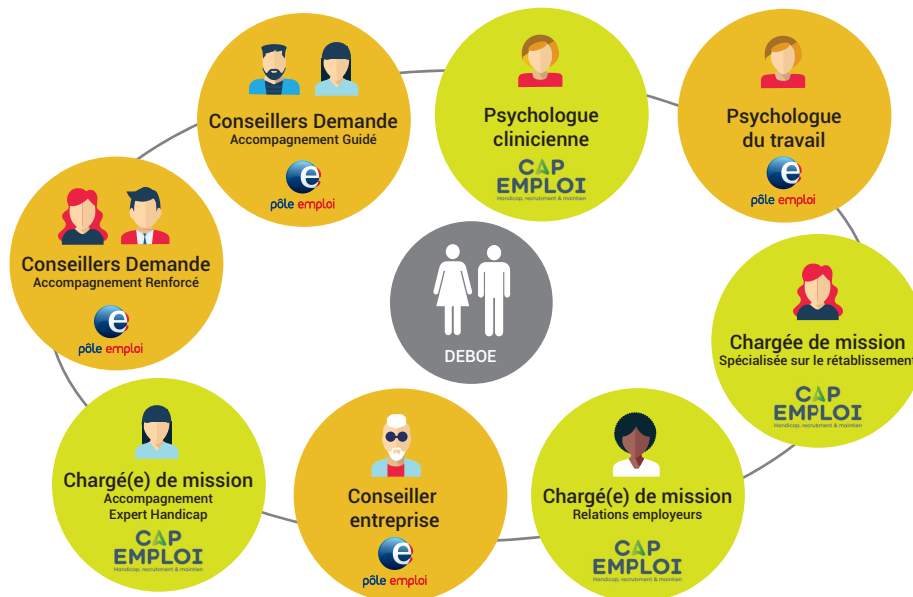 Conseillers Demande
Accompagnement Guidé
e
pôle emploi
Psychologue
clinicienne
CAP
EMPLOI
Handicap, recrutement & maintien
Psychologue
du travail
e
pôle emploi
Conseillers Demande
Accompagnement Renforcé
e
pôle emploi
DEBOE
Chargée de mission
Spécialisée sur le rétablissement
CAP
EMPLOI
Handicap, recrutement & maintien
Chargé(e) de mission
Accompagnement
Expert Handicap
CAP
EMPLOI
Handicap, recrutement & maintien
Conseiller
entreprise
e
pôle emploi
Chargé(e) de mission
Relations employeurs
CAP
EMPLOI
Handicap, recrutement & maintien